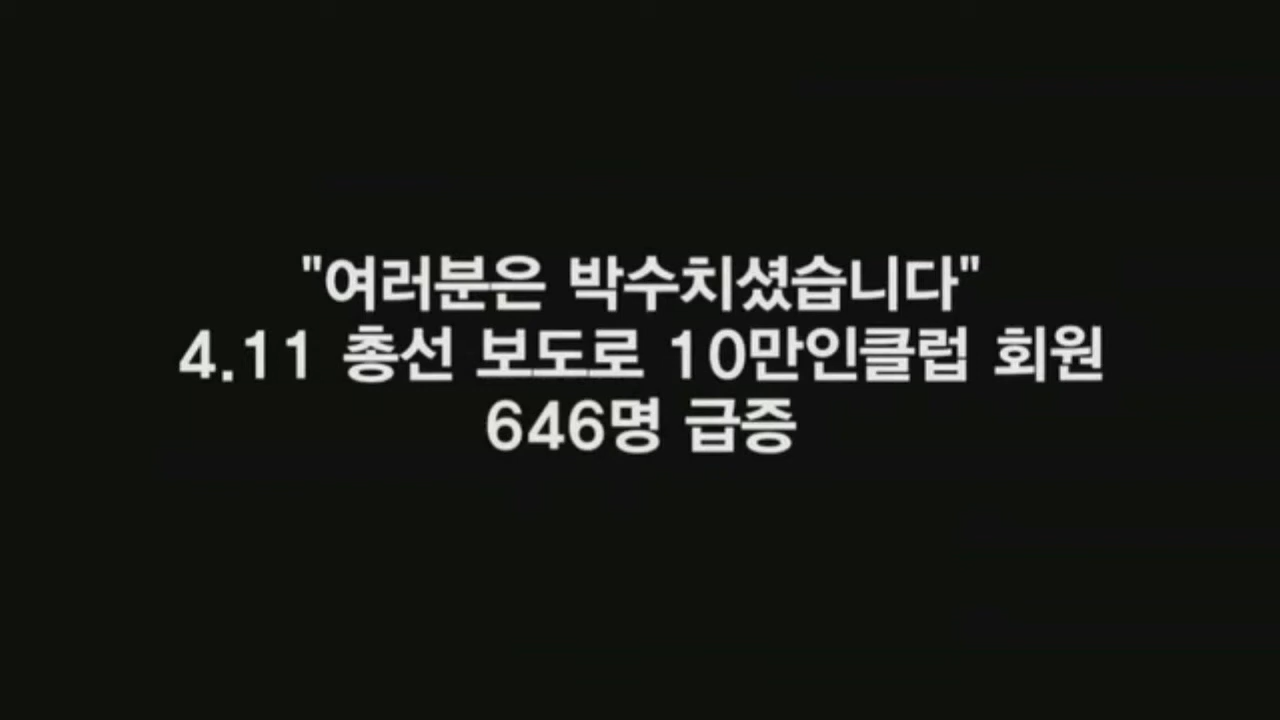 "여러분은 박수치셨습니다"
4.11 총선 보도로 10만인클럽 회원
646명 급증